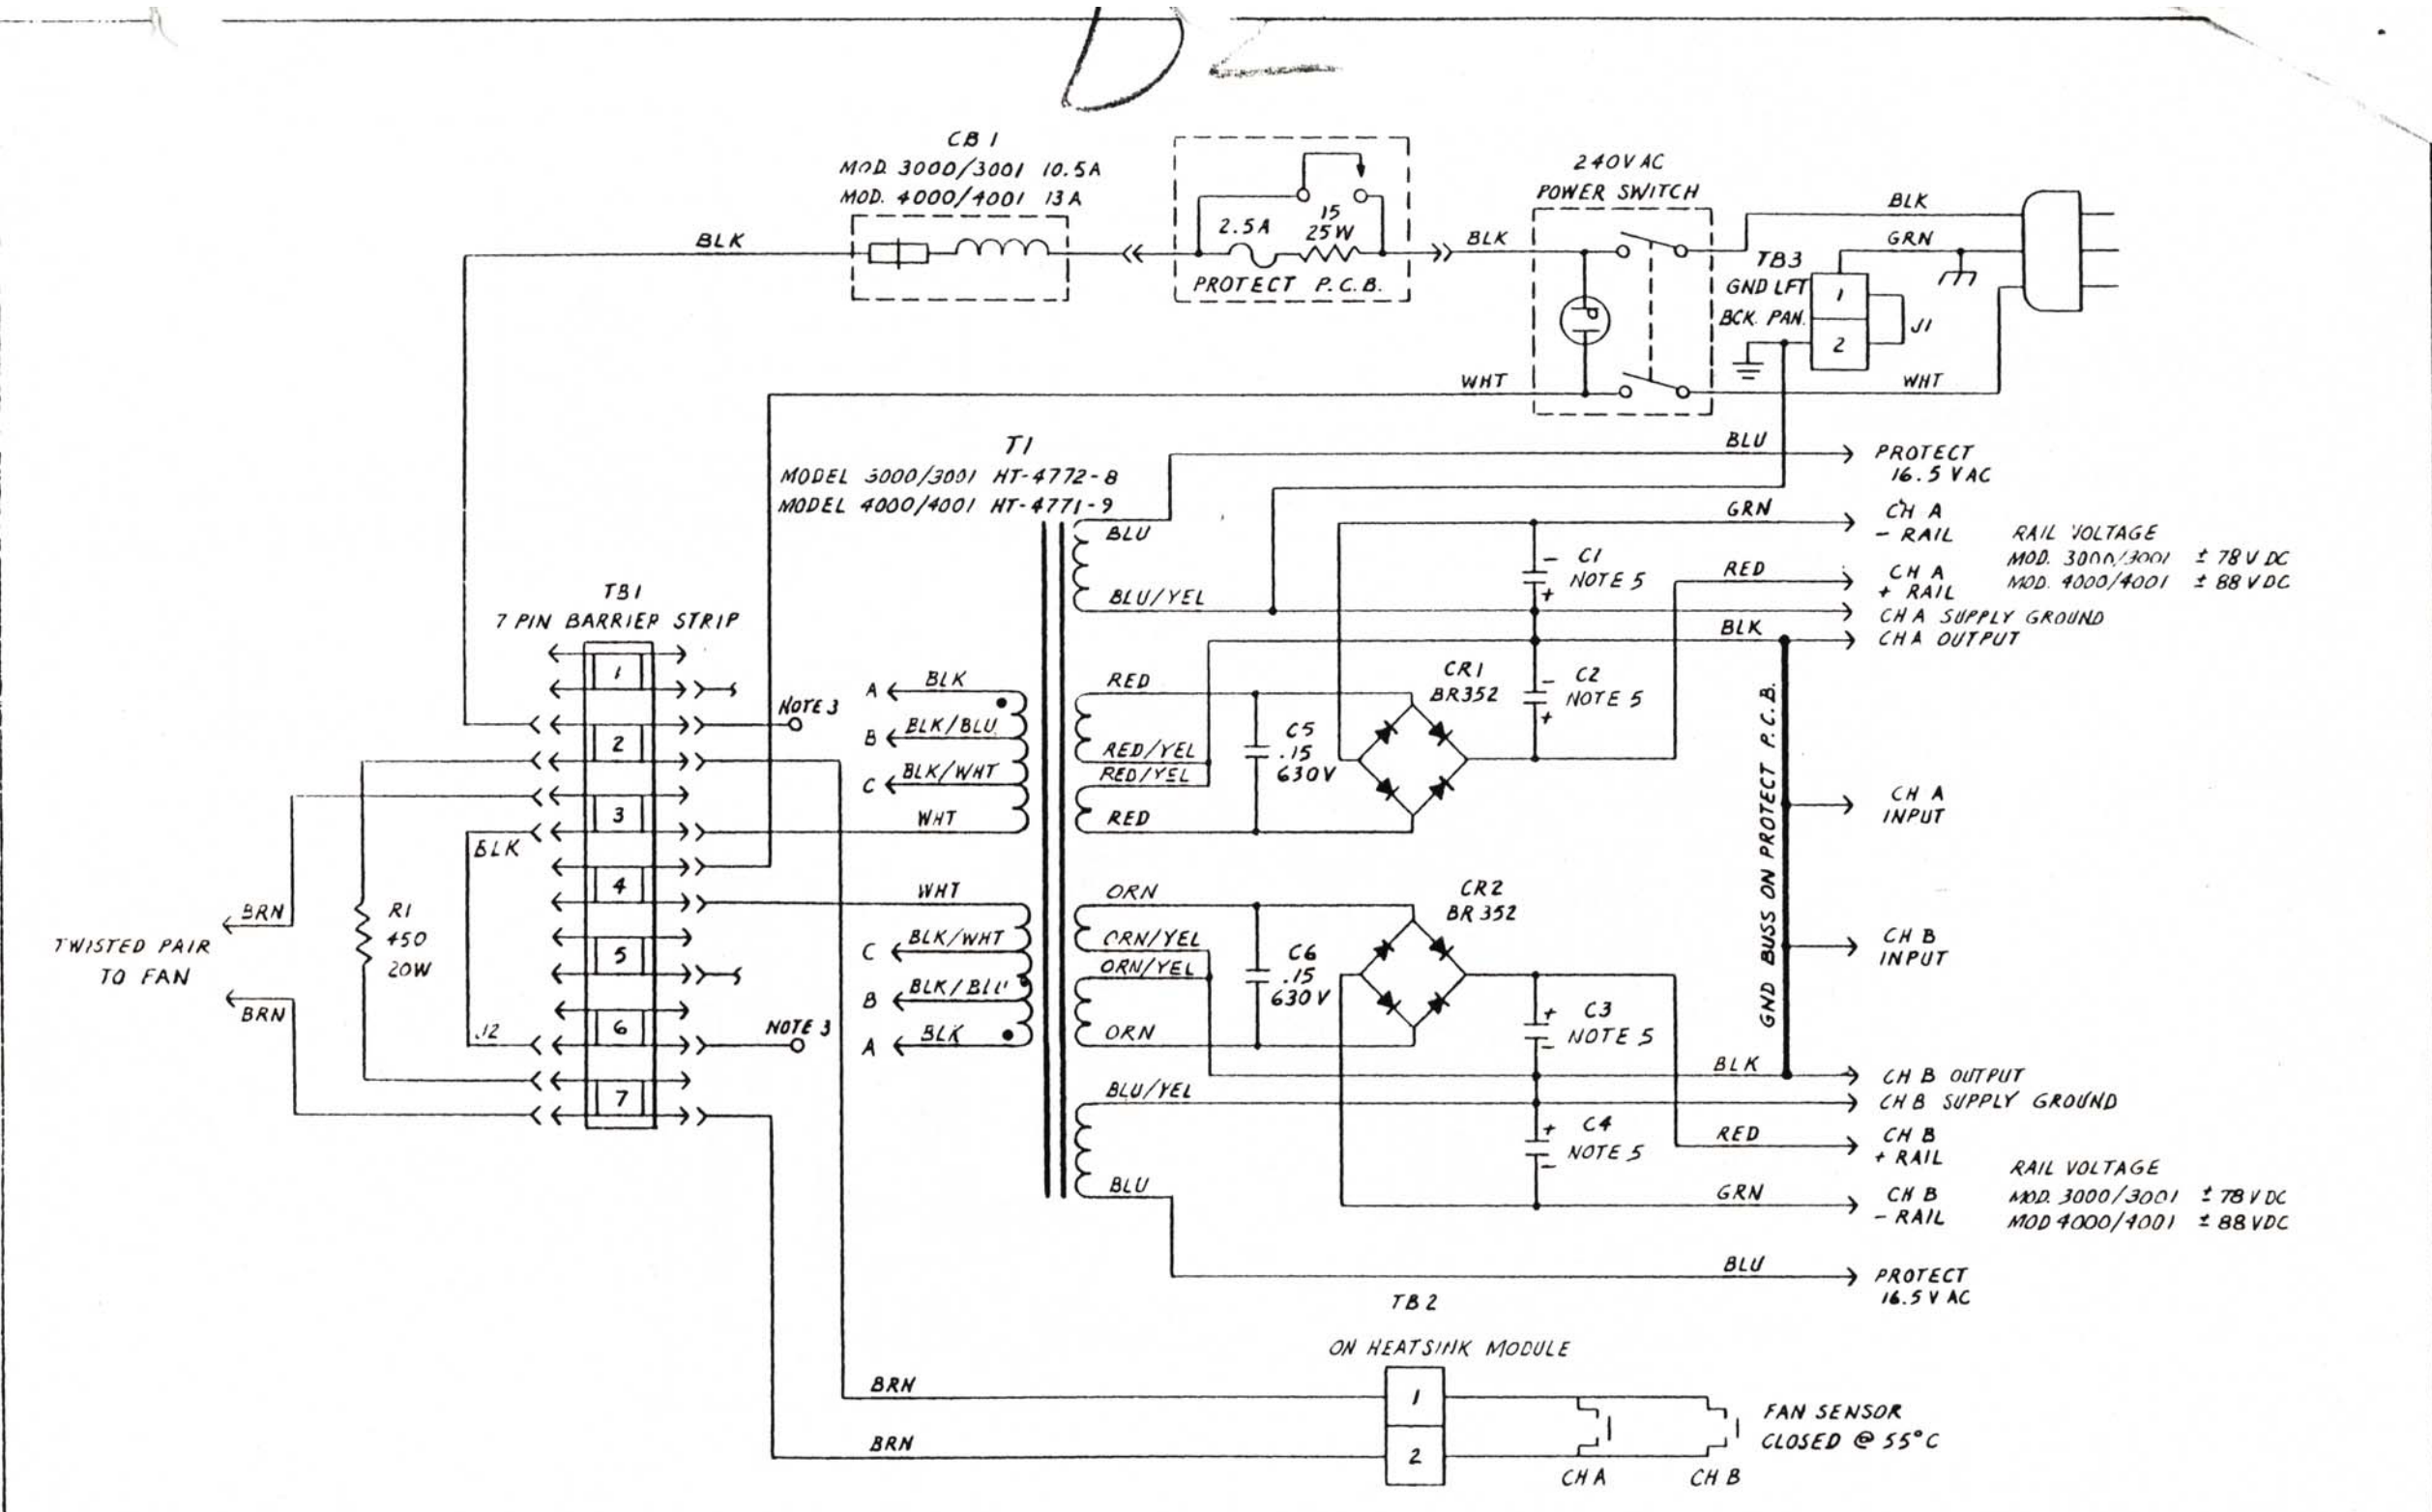 D2
CB 1
MOD. 3000/3001 10.5A
MOD. 4000/4001 13A
BLK
2.5A
15
25W
PROTECT P.C.B.
BLK
240VAC
POWER SWITCH
BLK
GRN
TB3
GND LFT
BCK. PAN.
1
2
J1
WHT
WHT
T1
MODEL 3000/3001 HT-4772-8
MODEL 4000/4001 HT-4771-9
BLU
PROTECT
16.5 VAC
GRN
CH A
- RAIL
RAIL VOLTAGE
MOD. 3000/3001 ± 78 V DC
MOD. 4000/4001 ± 88 V DC
RED
CH A
+ RAIL
CH A SUPPLY GROUND
BLK
CH A OUTPUT
BLU
BLU/YEL
- C1
NOTE 5
+
TB1
7 PIN BARRIER STRIP
1
2
3
4
5
6
7
NOTE 3
A
BLK
B
BLK/BLU
C
BLK/WHT
WHT
RED
RED/YEL
RED/YEL
RED
C5
.15
630V
CR1
BR352
- C2
NOTE 5
+
GND BUSS ON PROTECT P.C.B.
CH A
INPUT
CH B
INPUT
BLK
J2
BRN
TWISTED PAIR
TO FAN
BRN
R1
450
20W
NOTE 3
WHT
C
BLK/WHT
B
BLK/BLU
A
BLK
ORN
ORN/YEL
ORN/YEL
ORN
C6
.15
630V
CR2
BR352
+ C3
NOTE 5
-
BLK
CH B OUTPUT
CH B SUPPLY GROUND
BLU/YEL
BLU
+ C4
NOTE 5
-
RED
CH B
+ RAIL
GRN
CH B
- RAIL
RAIL VOLTAGE
MOD. 3000/3001 ± 78 V DC
MOD 4000/4001 ± 88 VDC
BLU
PROTECT
16.5 V AC
TB2
ON HEATSINK MODULE
BRN
1
BRN
2
FAN SENSOR
CLOSED @ 55°C
CH A
CH B